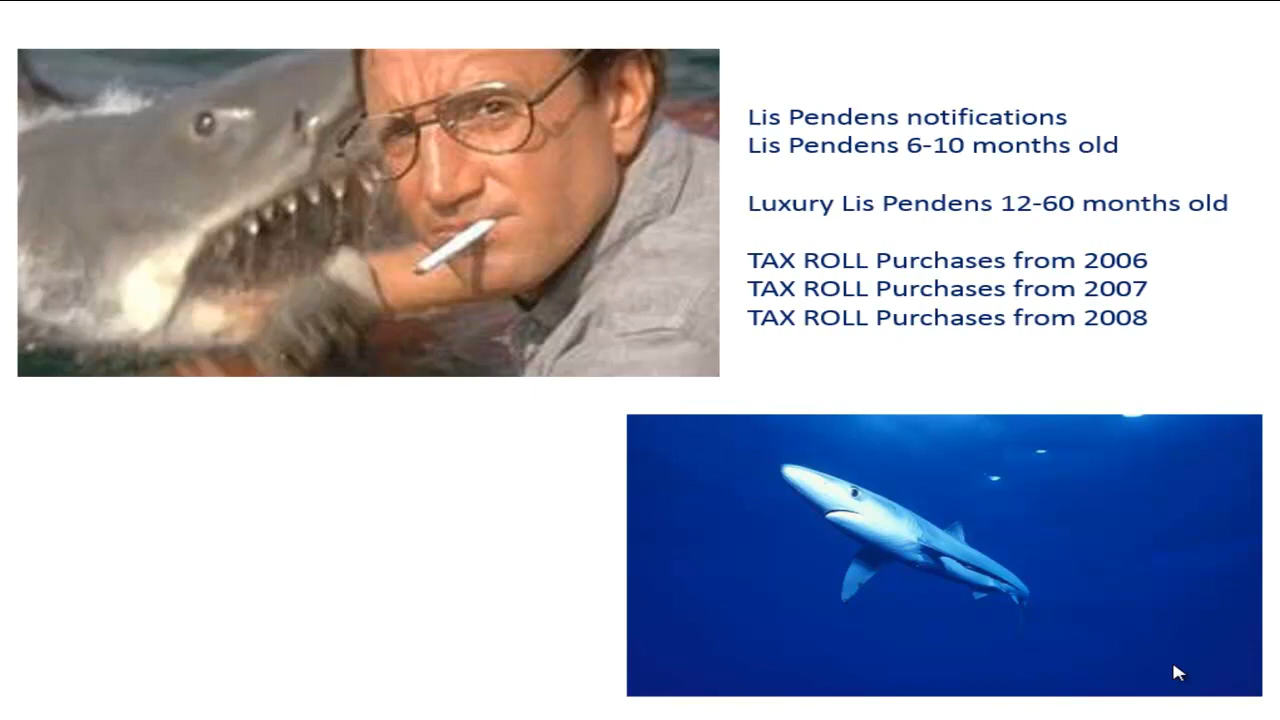 Lis Pendens notifications
Lis Pendens 6-10 months old
Luxury Lis Pendens 12-60 months old
TAX ROLL Purchases from 2006
TAX ROLL Purchases from 2007
TAX ROLL Purchases from 2008